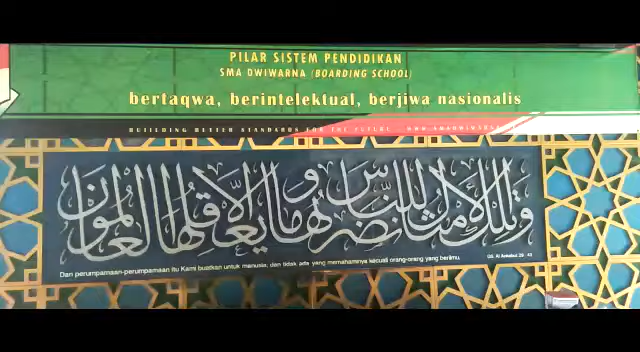 PILAR SISTEM PENDIDIKAN
SMA DWIWARNA (BOARDING SCHOOL)
bertaqwa, berintelektual, berjiwa nasionalis
BUILDING BETTER STANDARDS FOR THE FUTURE
وتلك الأمثال نضربها للناس وما يعقلها إلا العالمون
Dan perumpamaan-perumpamaan itu Kami buatkan untuk manusia; dan tidak ada yang memahaminya kecuali orang-orang yang berilmu.
QS. Al Ankabut 29 : 43